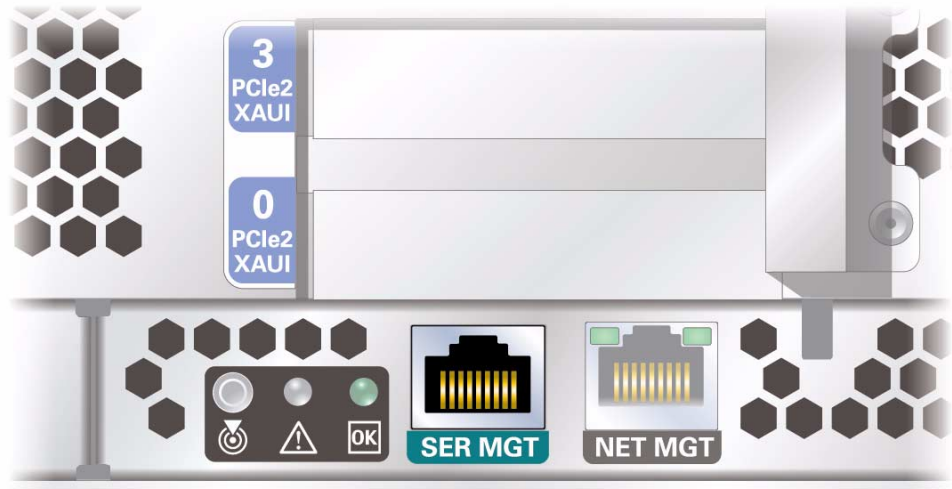 3
PCIe2
XAUI
0
PCIe2
XAUI
OK
SER MGT
NET MGT